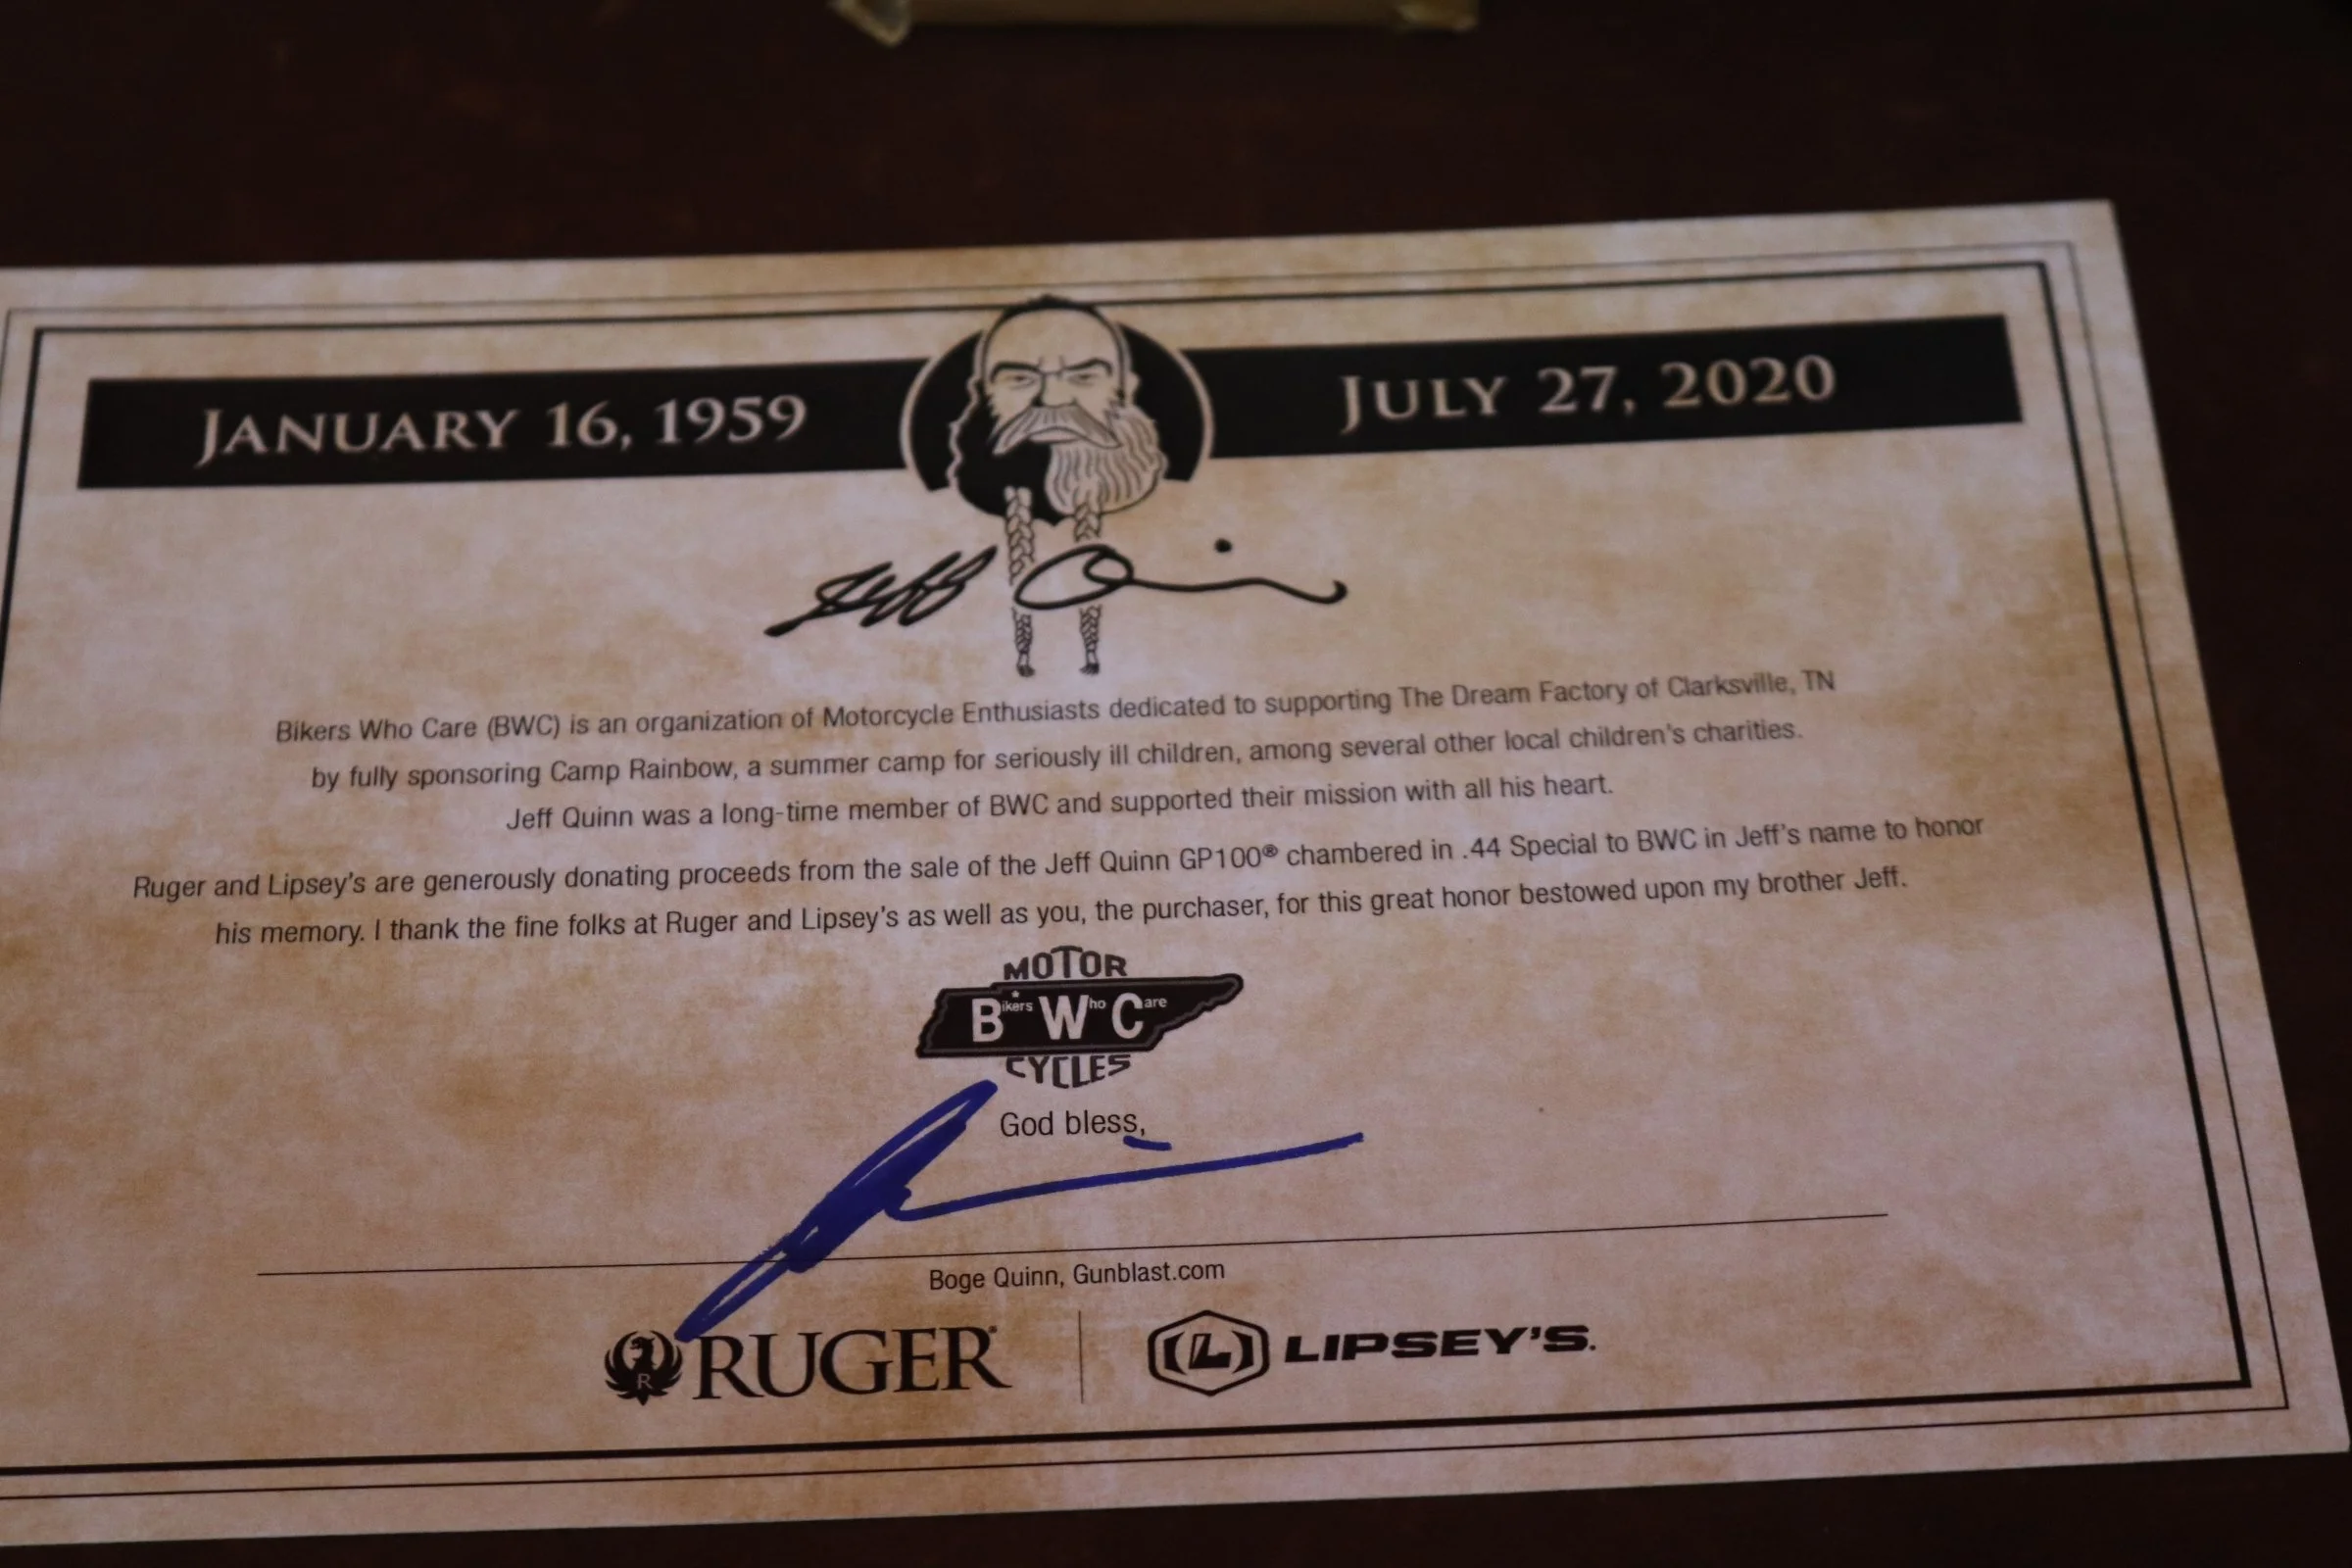 JANUARY 16, 1959
JULY 27, 2020
Jeff Quinn
Bikers Who Care (BWC) is an organization of Motorcycle Enthusiasts dedicated to supporting The Dream Factory of Clarksville, TN
by fully sponsoring Camp Rainbow, a summer camp for seriously ill children, among several other local children's charities.
Jeff Quinn was a long-time member of BWC and supported their mission with all his heart.
Ruger and Lipsey's are generously donating proceeds from the sale of the Jeff Quinn GP100® chambered in .44 Special to BWC in Jeff's name to honor
his memory. I thank the fine folks at Ruger and Lipsey's as well as you, the purchaser, for this great honor bestowed upon my brother Jeff.
MOTOR
Bikers Who Care
CYCLES
God bless,
Boge Quinn, Gunblast.com
R RUGER®
L LIPSEY'S.